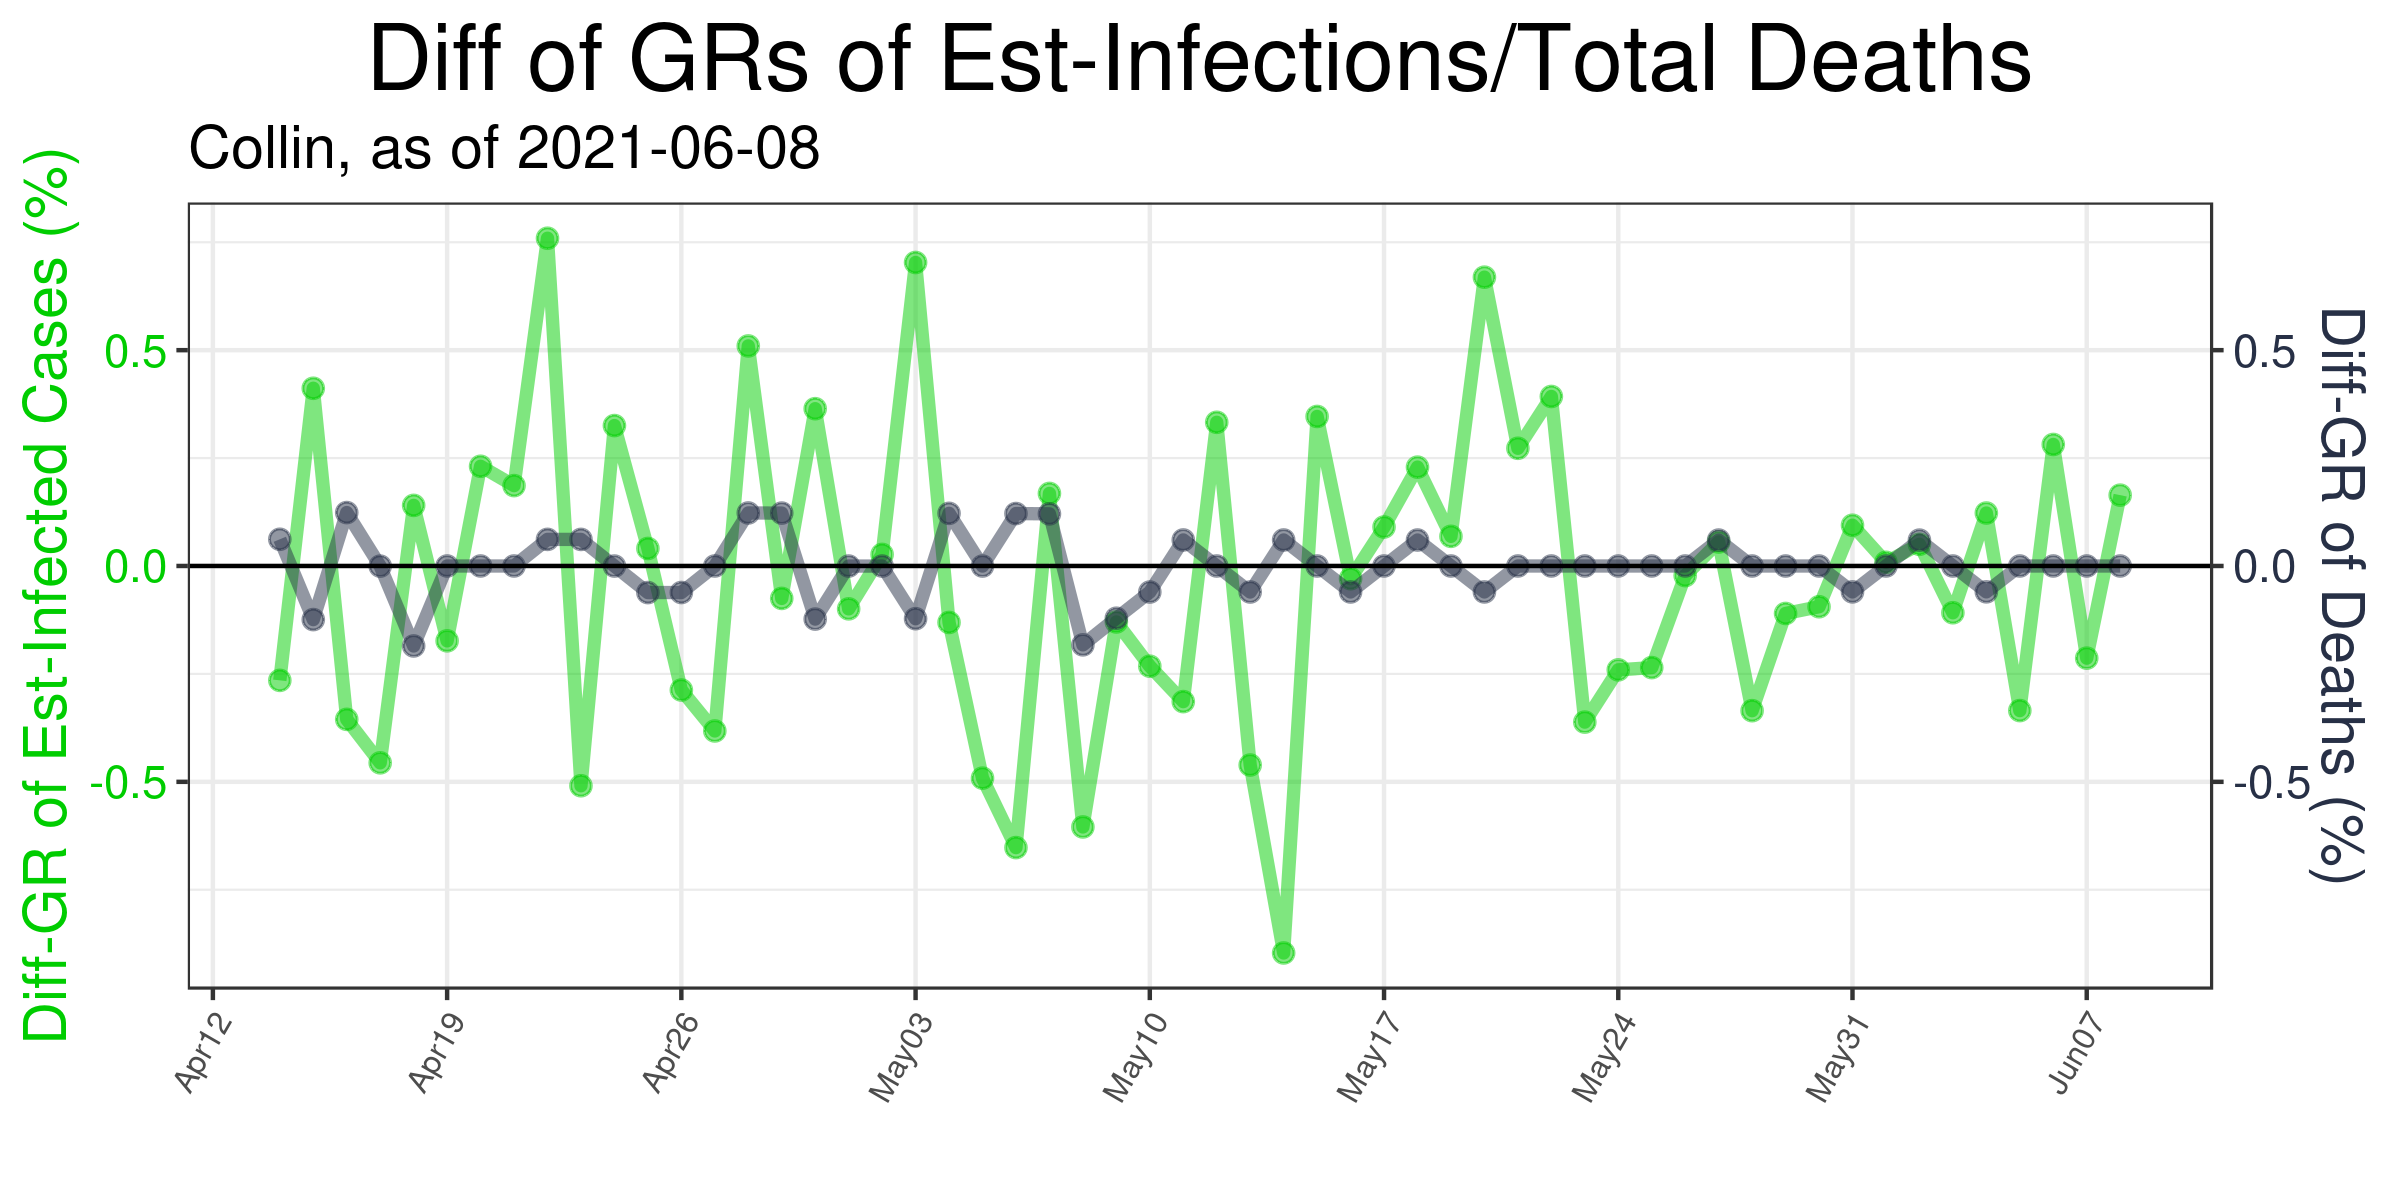 Diff of GRs of Est-Infections/Total Deaths
Collin, as of 2021-06-08
Diff-GR of Est-Infected Cases (%)
0.5
0.0
-0.5
0.5
0.0
-0.5
Diff-GR of Deaths (%)
Apr12
Apr19
Apr26
May03
May10
May17
May24
May31
Jun07